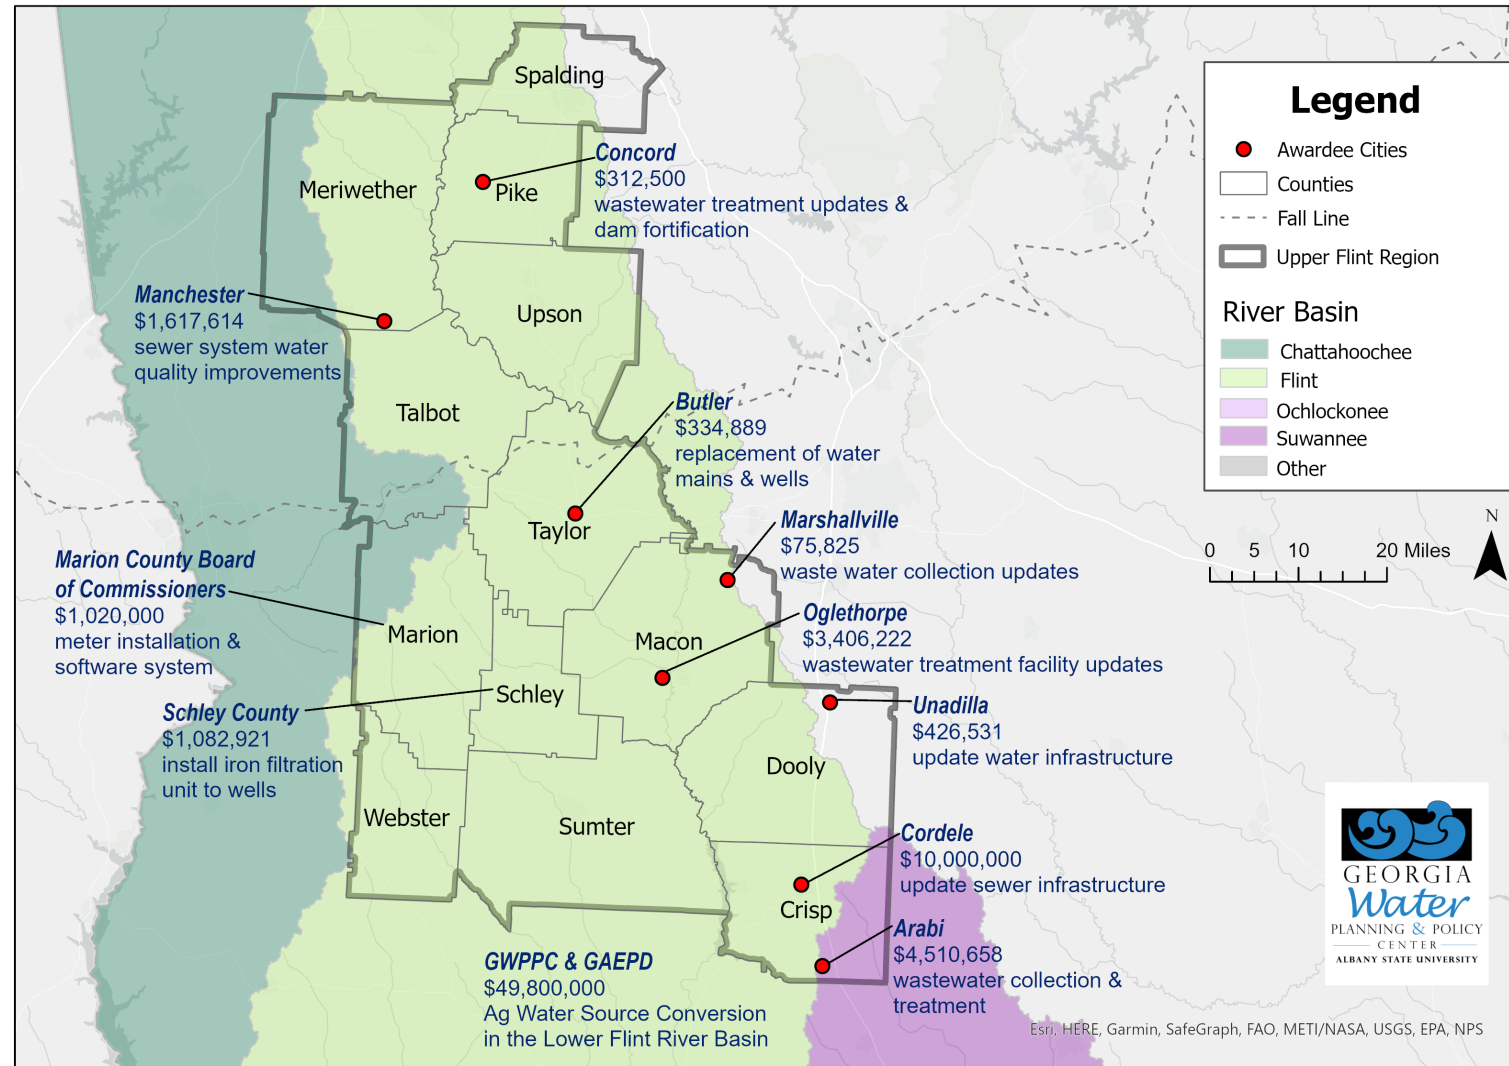 Spalding
Concord
$312,500
wastewater treatment updates &
dam fortification
Meriwether
Pike
Manchester
$1,617,614
sewer system water
quality improvements
Upson
Talbot
Butler
$334,889
replacement of water
mains & wells
Taylor
Marshallville
$75,825
waste water collection updates
Marion County Board
of Commissioners
$1,020,000
meter installation &
software system
Marion
Macon
Oglethorpe
$3,406,222
wastewater treatment facility updates
Schley
Schley County
$1,082,921
install iron filtration
unit to wells
Unadilla
$426,531
update water infrastructure
Dooly
Webster
Sumter
Cordele
$10,000,000
update sewer infrastructure
Crisp
Arabi
$4,510,658
wastewater collection &
treatment
GWPPC & GAEPD
$49,800,000
Ag Water Source Conversion
in the Lower Flint River Basin
Legend
Awardee Cities
Counties
Fall Line
Upper Flint Region
River Basin
Chattahoochee
Flint
Ochlockonee
Suwannee
Other
0 5 10 20 Miles
N
GEORGIA
Water
PLANNING & POLICY
CENTER
ALBANY STATE UNIVERSITY
Esri, HERE, Garmin, SafeGraph, FAO, METI/NASA, USGS, EPA, NPS